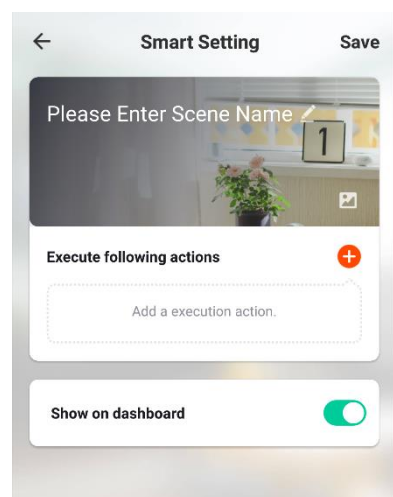 Smart Setting
Save
Please Enter Scene Name
1
Execute following actions
Add a execution action.
Show on dashboard